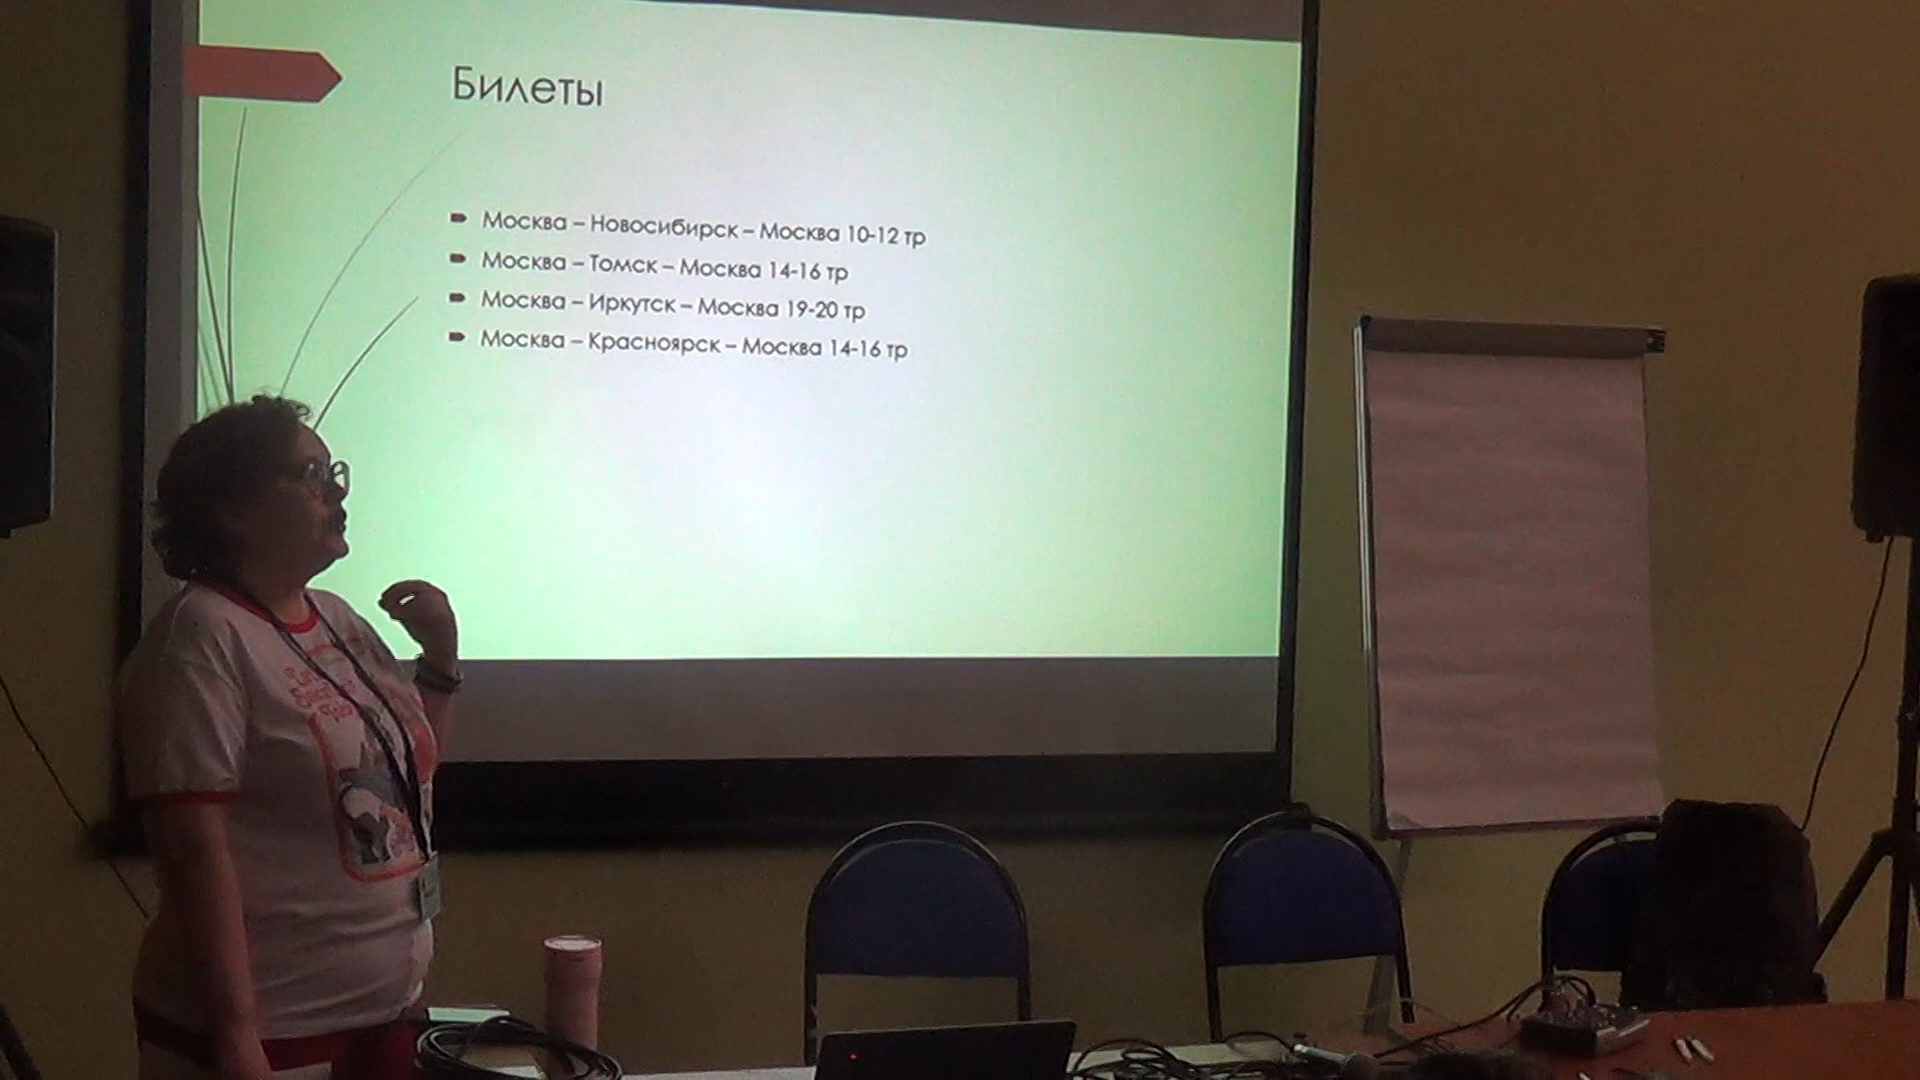 Билеты
Москва – Новосибирск – Москва 10-12 тр
Москва – Томск – Москва 14-16 тр
Москва – Иркутск – Москва 19-20 тр
Москва – Красноярск – Москва 14-16 тр